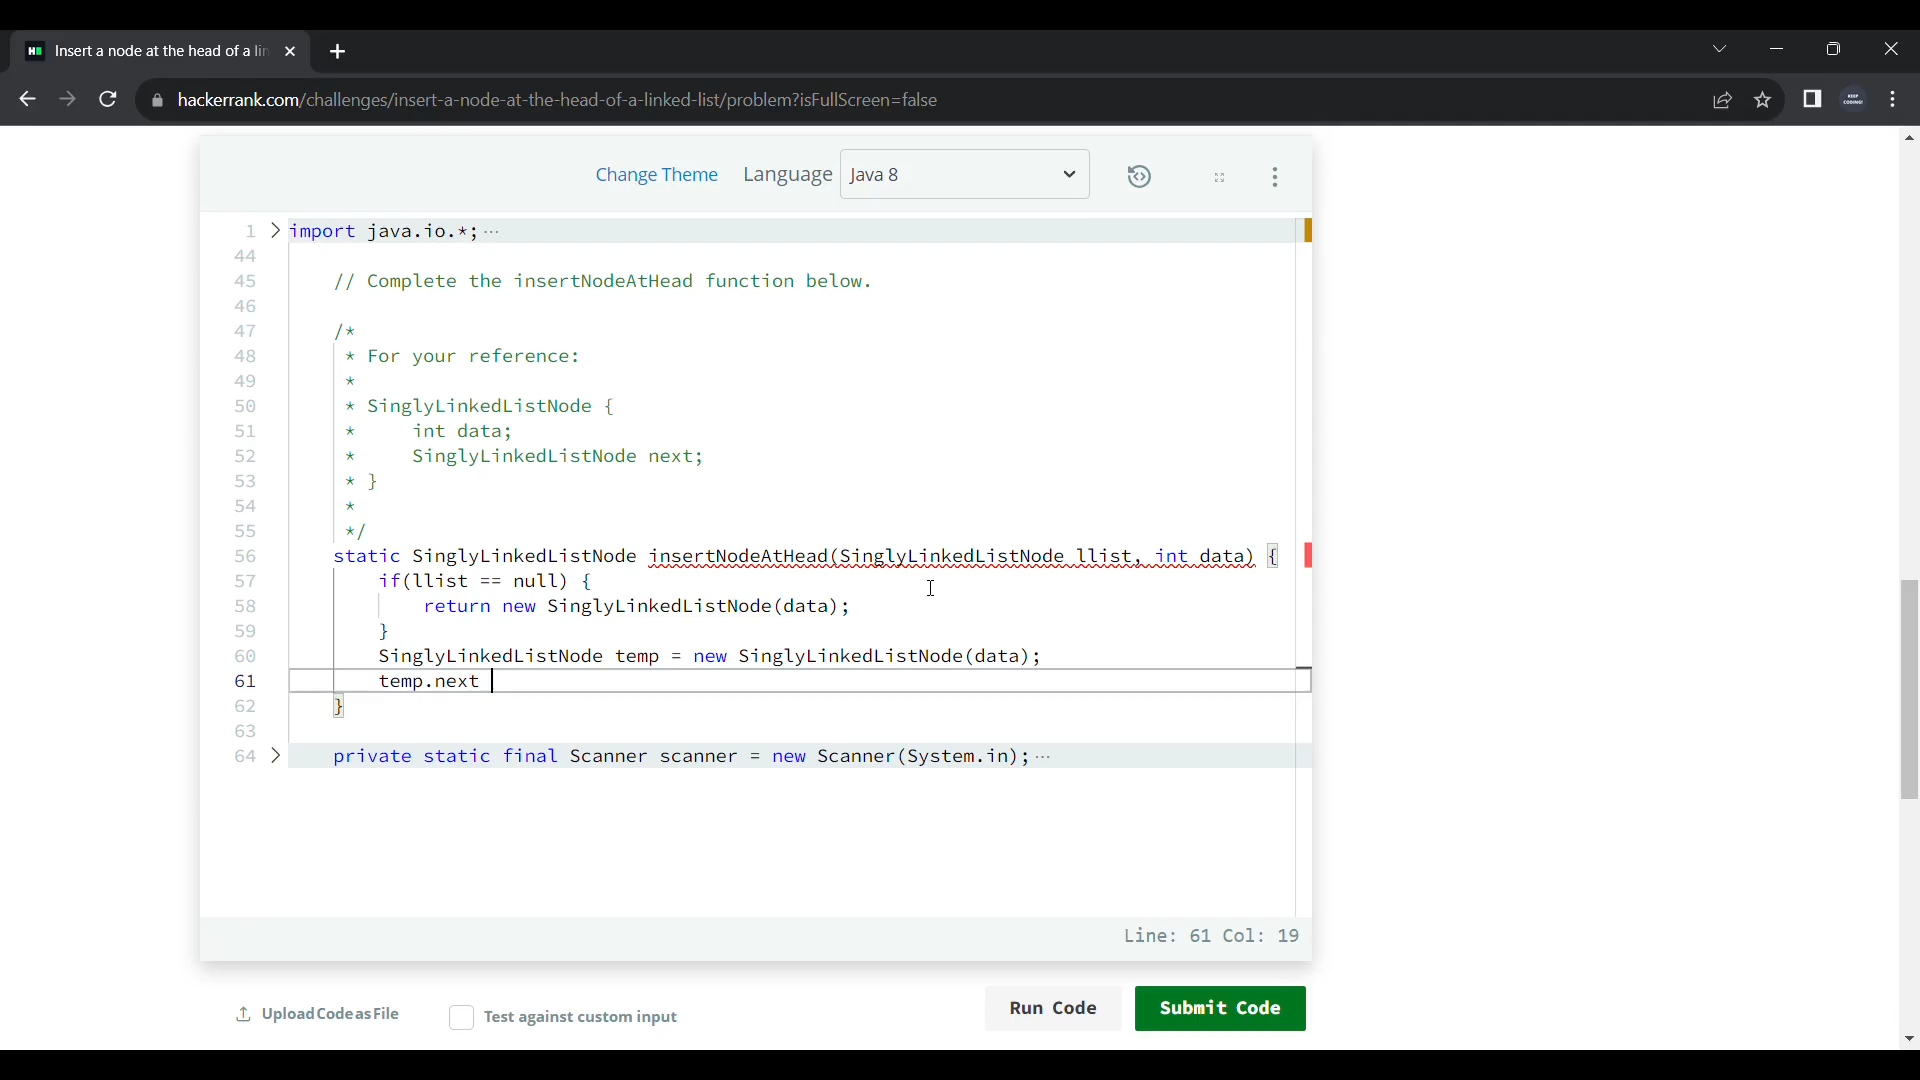 Insert a node at the head of a lin
hackerrank.com/challenges/insert-a-node-at-the-head-of-a-linked-list/problem?isFullScreen=false
KEEP CODING!
Change Theme Language Java 8
1 import java.io.*; ···
44
45 // Complete the insertNodeAtHead function below.
46
47 /*
48 * For your reference:
49 *
50 * SinglyLinkedListNode {
51 * int data;
52 * SinglyLinkedListNode next;
53 * }
54 *
55 */
56 static SinglyLinkedListNode insertNodeAtHead(SinglyLinkedListNode llist, int data) {
57 if(llist == null) {
58 return new SinglyLinkedListNode(data);
59 }
60 SinglyLinkedListNode temp = new SinglyLinkedListNode(data);
61 temp.next
62 }
63
64 private static final Scanner scanner = new Scanner(System.in); ···
Line: 61 Col: 19
Upload Code as File Test against custom input Run Code Submit Code